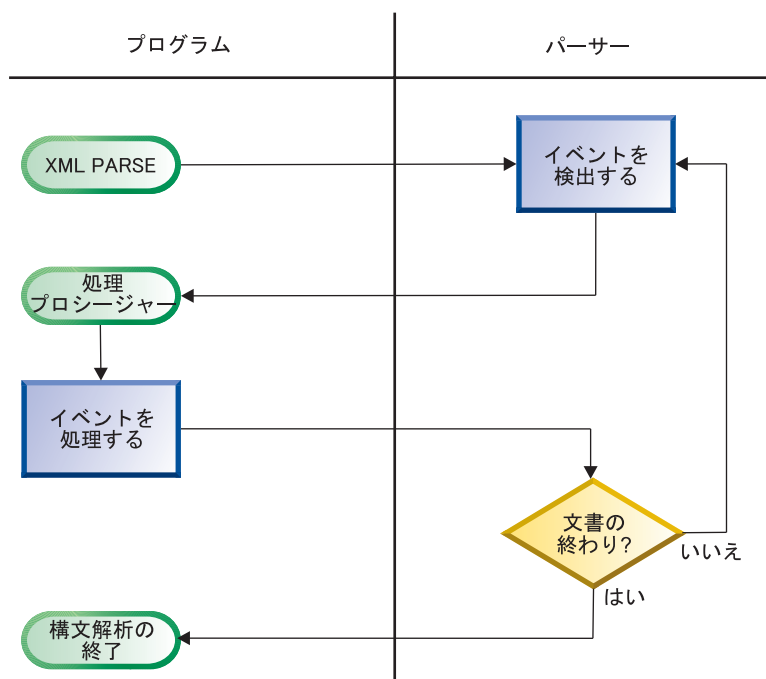 プログラム
パーサー
XML PARSE
イベントを
検出する
処理
プロシージャー
イベントを
処理する
文書の
終わり?
いいえ
はい
構文解析の
終了